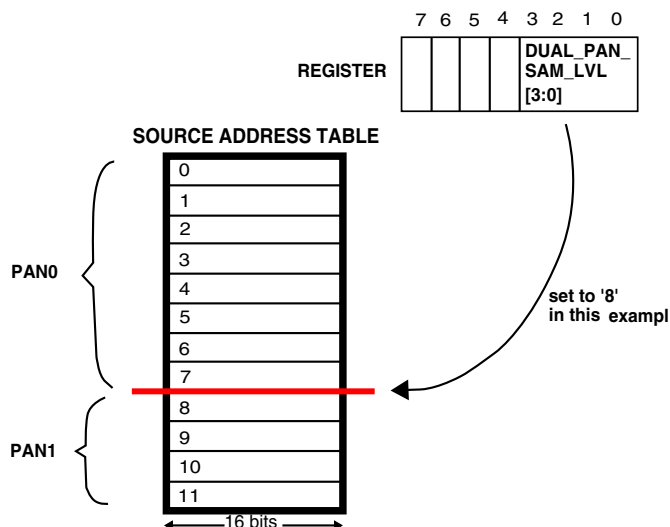 7 6 5 4 3 2 1 0
REGISTER
DUAL_PAN_
SAM_LVL
[3:0]
SOURCE ADDRESS TABLE
0
1
2
3
4
5
6
7
8
9
10
11
PAN0
set to '8'
in this exampl
PAN1
16 bits